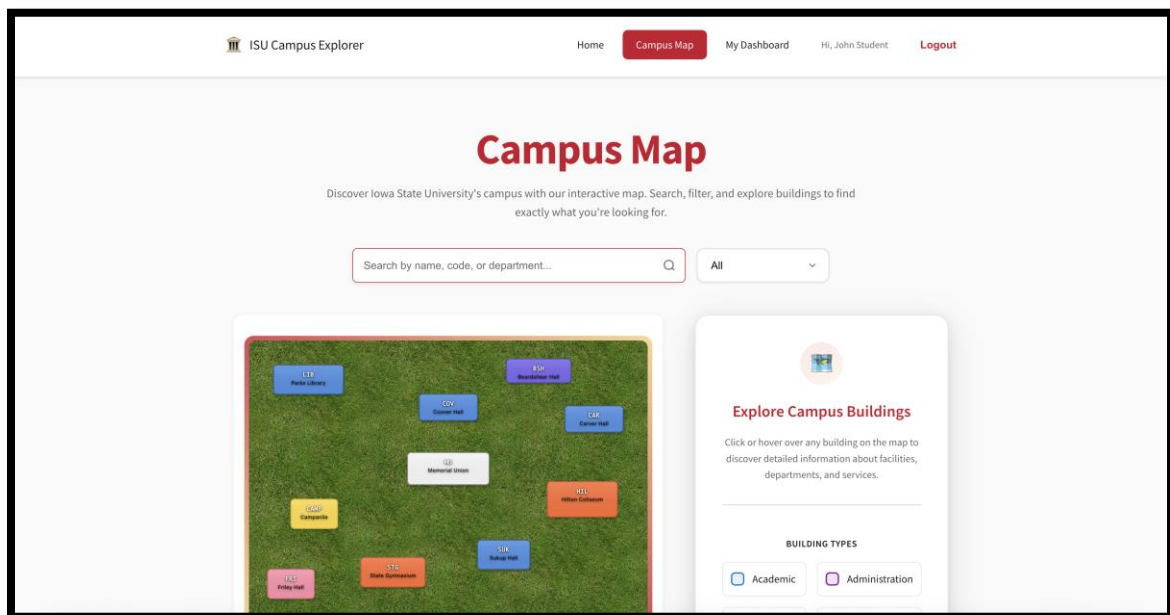 ISU Campus Explorer
Home
Campus Map
My Dashboard
Hi, John Student
Logout
Campus Map
Discover Iowa State University's campus with our interactive map. Search, filter, and explore buildings to find
exactly what you're looking for.
Search by name, code, or department...
All
LIB
Parks Library
BSH
Beardshear Hall
COV
Coover Hall
CAR
Carver Hall
Memorial Union
HIL
Hilton Coliseum
CAMP
Campanile
SUK
Sukup Hall
STG
State Gymnasium
FRI
Friley Hall
Explore Campus Buildings
Click or hover over any building on the map to
discover detailed information about facilities,
departments, and services.
BUILDING TYPES
Academic
Administration